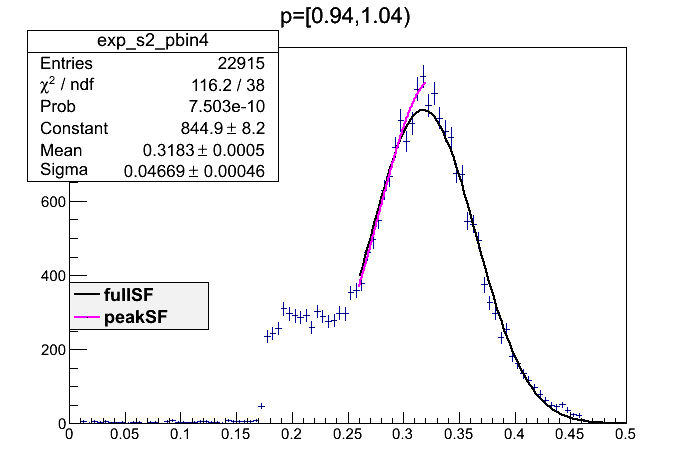 p=[0.94,1.04)
exp_s2_pbin4
Entries 22915
χ² / ndf 116.2 / 38
Prob 7.503e-10
Constant 844.9 ± 8.2
Mean 0.3183 ± 0.0005
Sigma 0.04669 ± 0.00046
600
400
fullSF
peakSF
200
0
0 0.05 0.1 0.15 0.2 0.25 0.3 0.35 0.4 0.45 0.5